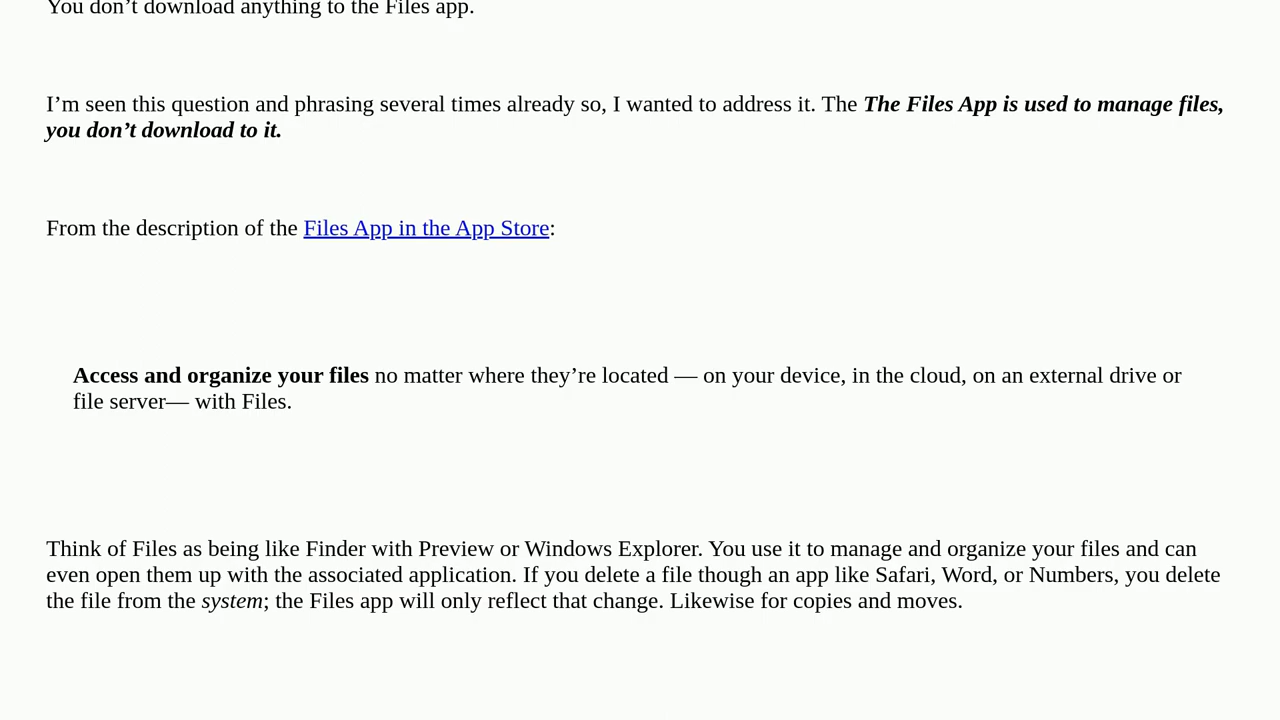 You don’t download anything to the Files app.
I’m seen this question and phrasing several times already so, I wanted to address it. The The Files App is used to manage files,
you don’t download to it.
From the description of the Files App in the App Store:
Access and organize your files no matter where they’re located — on your device, in the cloud, on an external drive or
file server— with Files.
Think of Files as being like Finder with Preview or Windows Explorer. You use it to manage and organize your files and can
even open them up with the associated application. If you delete a file though an app like Safari, Word, or Numbers, you delete
the file from the system; the Files app will only reflect that change. Likewise for copies and moves.